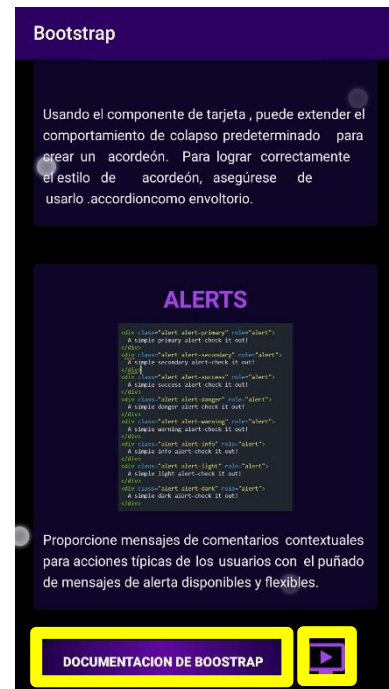 Bootstrap
Usando el componente de tarjeta , puede extender el
comportamiento de colapso predeterminado para
crear un acordeón. Para lograr correctamente
el estilo de acordeón, asegúrese de
usarlo .accordioncomo envoltorio.
ALERTS
<div class="alert alert-primary" role="alert">
A simple primary alert-check it out!
</div>
<div class="alert alert-secondary" role="alert">
A simple secondary alert-check it out!
</div>
<div class="alert alert-success" role="alert">
A simple success alert-check it out!
</div>
<div class="alert alert-danger" role="alert">
A simple danger alert check it out!
</div>
<div class="alert alert-warning" role="alert">
A simple warning alert-check it out!
</div>
<div class="alert alert-info" role="alert">
A simple info alert-check it out!
</div>
<div class="alert alert-light" role="alert">
A simple light alert-check it out!
</div>
<div class="alert alert-dark" role="alert">
A simple dark alert-check it out!
</div>
Proporcione mensajes de comentarios contextuales
para acciones típicas de los usuarios con el puñado
de mensajes de alerta disponibles y flexibles.
DOCUMENTACION DE BOOSTRAP